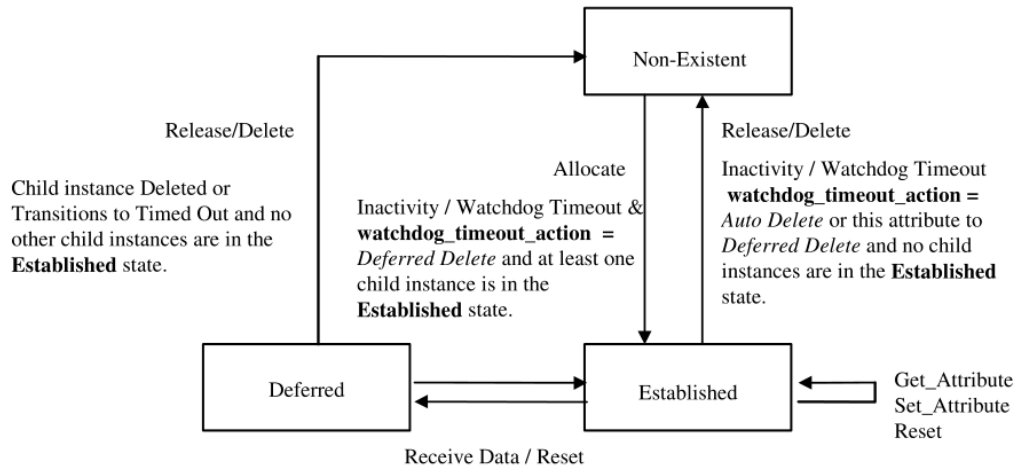 Non-Existent
Release/Delete
Child instance Deleted or
Transitions to Timed Out and no
other child instances are in the
Established state.
Allocate
Inactivity / Watchdog Timeout &
watchdog_timeout_action =
Deferred Delete and at least one
child instance is in the
Established state.
Release/Delete
Inactivity / Watchdog Timeout
watchdog_timeout_action =
Auto Delete or this attribute to
Deferred Delete and no child
instances are in the Established
state.
Deferred
Established
Get_Attribute
Set_Attribute
Reset
Receive Data / Reset